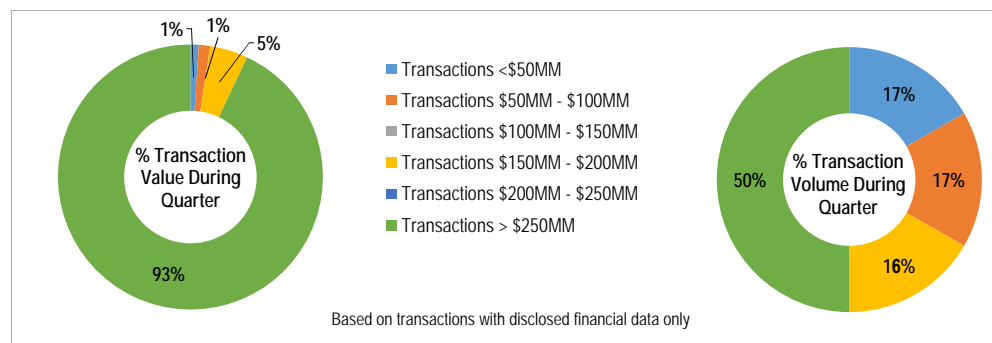 1%
1%
5%
93%
% Transaction
Value During
Quarter
Transactions <$50MM
Transactions $50MM - $100MM
Transactions $100MM - $150MM
Transactions $150MM - $200MM
Transactions $200MM - $250MM
Transactions > $250MM
17%
17%
16%
50%
% Transaction
Volume During
Quarter
Based on transactions with disclosed financial data only